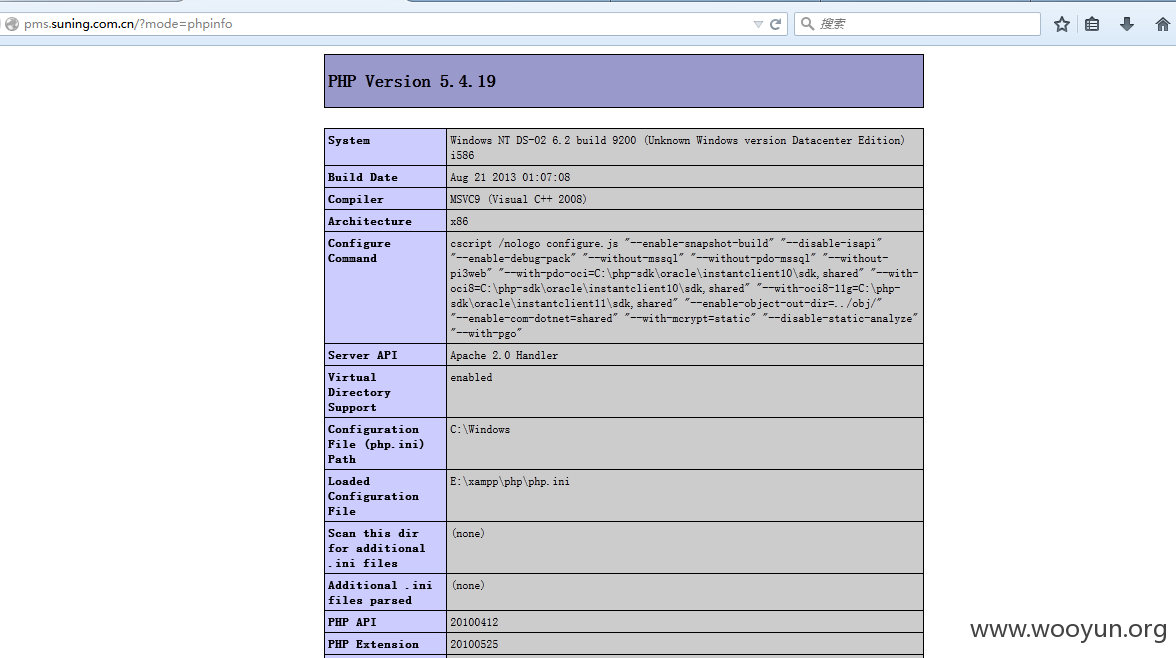 pms.suning.com.cn/?mode=phpinfo
搜索
PHP Version 5.4.19
System
Windows NT DS-02 6.2 build 9200 (Unknown Windows version Datacenter Edition)
i586
Build Date
Aug 21 2013 01:07:08
Compiler
MSVC9 (Visual C++ 2008)
Architecture
x86
Configure
Command
cscript /nologo configure.js "--enable-snapshot-build" "--disable-isapi"
"--enable-debug-pack" "--without-mssql" "--without-pdo-mssql" "--without-
pi3web" "--with-pdo-oci=C:\php-sdk\oracle\instantclient10\sdk,shared" "--with-
oci8=C:\php-sdk\oracle\instantclient10\sdk,shared" "--with-oci8-11g=C:\php-
sdk\oracle\instantclient11\sdk,shared" "--enable-object-out-dir=../obj/"
"--enable-com-dotnet=shared" "--with-mcrypt=static" "--disable-static-analyze"
"--with-pgo"
Server API
Apache 2.0 Handler
Virtual
Directory
Support
enabled
Configuration
File (php.ini)
Path
C:\Windows
Loaded
Configuration
File
E:\xampp\php\php.ini
Scan this dir
for additional
.ini files
(none)
Additional .ini
files parsed
(none)
PHP API
20100412
PHP Extension
20100525
www.wooyun.org